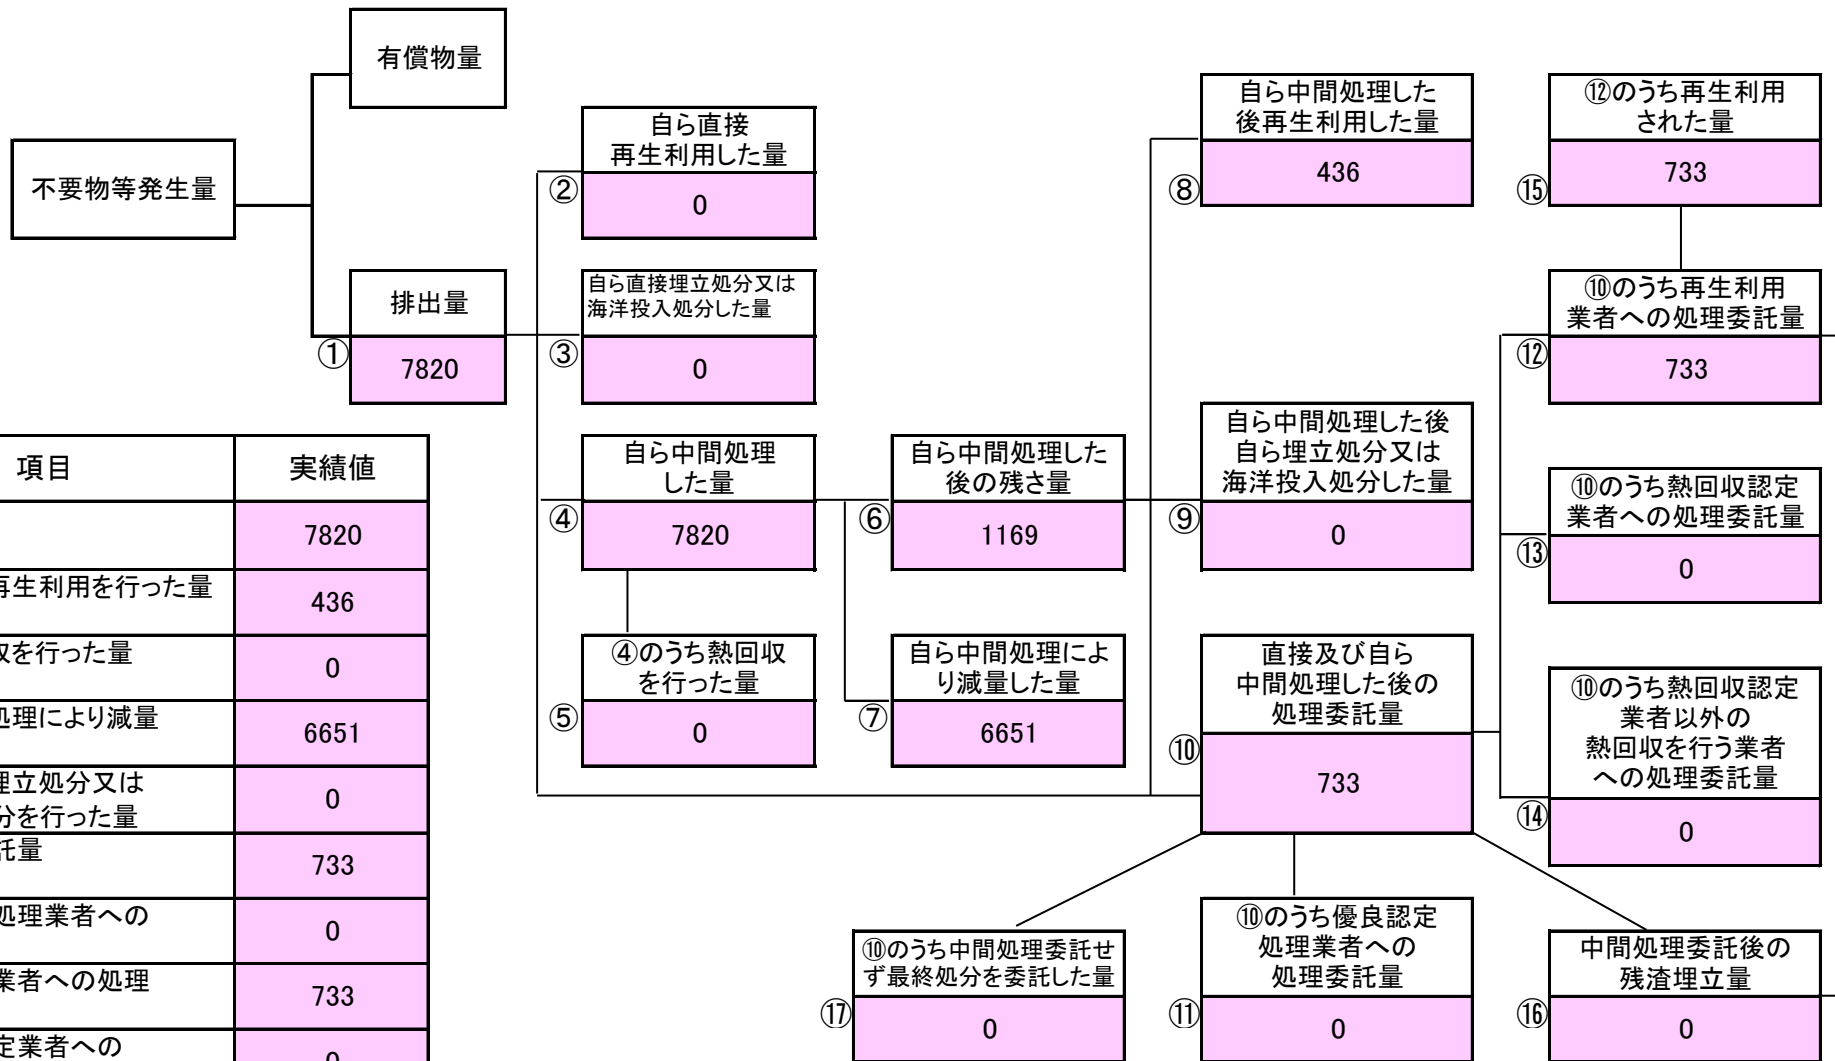 有償物量
不要物等発生量
排出量
①
7820
自ら直接
再生利用した量
②
0
自ら直接埋立処分又は
海洋投入処分した量
③
0
自ら中間処理
した量
④
7820
④のうち熱回収
を行った量
⑤
0
自ら中間処理した
後の残さ量
⑥
1169
自ら中間処理によ
り減量した量
⑦
6651
自ら中間処理した
後再生利用した量
⑧
436
自ら中間処理した後
自ら埋立処分又は
海洋投入処分した量
⑨
0
直接及び自ら
中間処理した後の
処理委託量
⑩
733
⑫のうち再生利用
された量
⑮
733
⑩のうち再生利用
業者への処理委託量
⑫
733
⑩のうち熱回収認定
業者への処理委託量
⑬
0
⑩のうち熱回収認定
業者以外の
熱回収を行う業者
への処理委託量
⑭
0
⑩のうち中間処理委託せ
ず最終処分を委託した量
⑰
0
⑩のうち優良認定
処理業者への
処理委託量
⑪
0
中間処理委託後の
残渣埋立量
⑯
0
項目 実績値
7820
再生利用を行った量
436
を行った量
0
処理により減量
6651
埋立処分又は
分を行った量
0
託量
733
処理業者への
0
業者への処理
733
定業者への
0